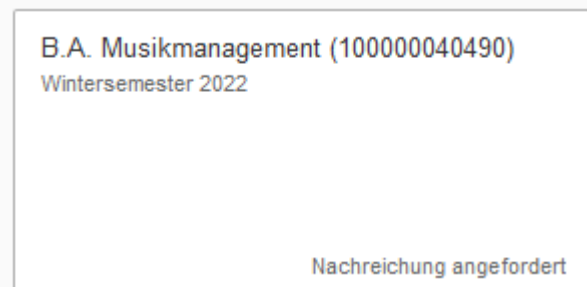 B.A. Musikmanagement (100000040490)
Wintersemester 2022
Nachreichung angefordert